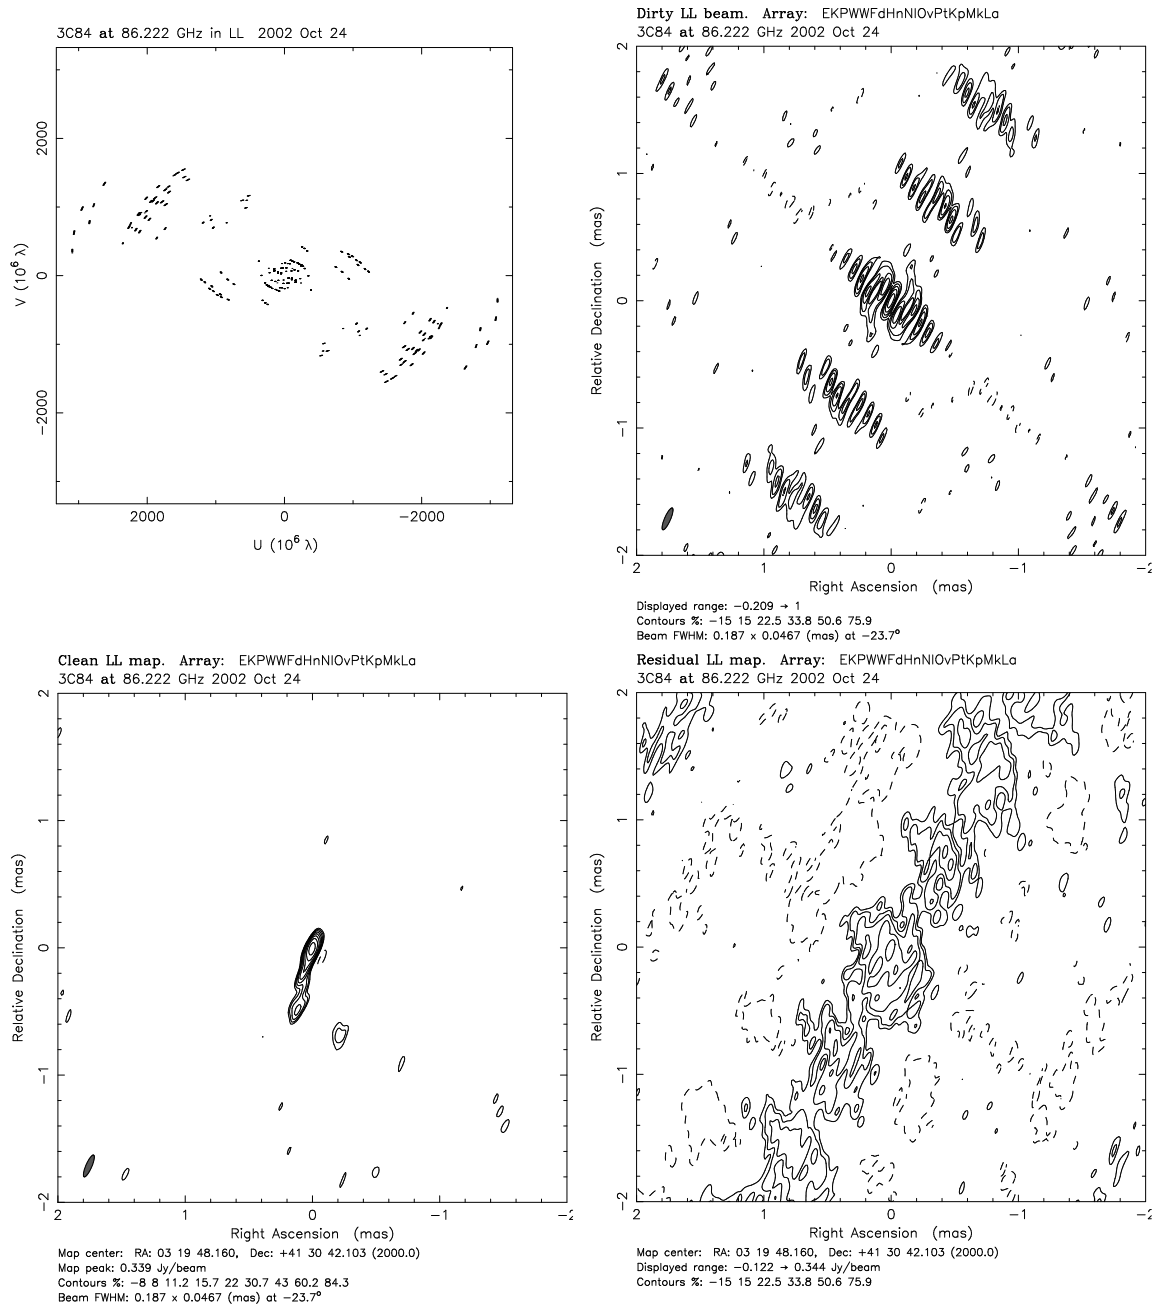 3C84 at 86.222 GHz in LL 2002 Oct 24
2000
0
−2000
V (10⁶ λ)
2000
0
−2000
U (10⁶ λ)
Dirty LL beam. Array: EKPWWFdHnNlOvPtKpMkLa
3C84 at 86.222 GHz 2002 Oct 24
2
1
0
−1
−2
Relative Declination (mas)
2
1
0
−1
−2
Right Ascension (mas)
Displayed range: −0.209 → 1
Contours %: −15 15 22.5 33.8 50.6 75.9
Beam FWHM: 0.187 x 0.0467 (mas) at −23.7°
Clean LL map. Array: EKPWWFdHnNlOvPtKpMkLa
3C84 at 86.222 GHz 2002 Oct 24
2
1
0
−1
−2
Relative Declination (mas)
2
1
0
−1
−2
Right Ascension (mas)
Map center: RA: 03 19 48.160, Dec: +41 30 42.103 (2000.0)
Map peak: 0.339 Jy/beam
Contours %: −8 8 11.2 15.7 22 30.7 43 60.2 84.3
Beam FWHM: 0.187 x 0.0467 (mas) at −23.7°
Residual LL map. Array: EKPWWFdHnNlOvPtKpMkLa
3C84 at 86.222 GHz 2002 Oct 24
2
1
0
−1
−2
Relative Declination (mas)
2
1
0
−1
−2
Right Ascension (mas)
Map center: RA: 03 19 48.160, Dec: +41 30 42.103 (2000.0)
Displayed range: −0.122 → 0.344 Jy/beam
Contours %: −15 15 22.5 33.8 50.6 75.9